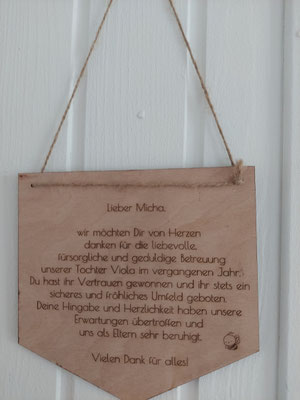 Lieber Micha,
wir möchten Dir von Herzen
danken für die liebevolle,
fürsorgliche und geduldige Betreuung
unserer Tochter Viola im vergangenen Jahr.
Du hast ihr Vertrauen gewonnen und ihr stets ein
sicheres und fröhliches Umfeld geboten.
Deine Hingabe und Herzlichkeit haben unsere
Erwartungen übertroffen und
uns als Eltern sehr beruhigt.
Vielen Dank für alles!